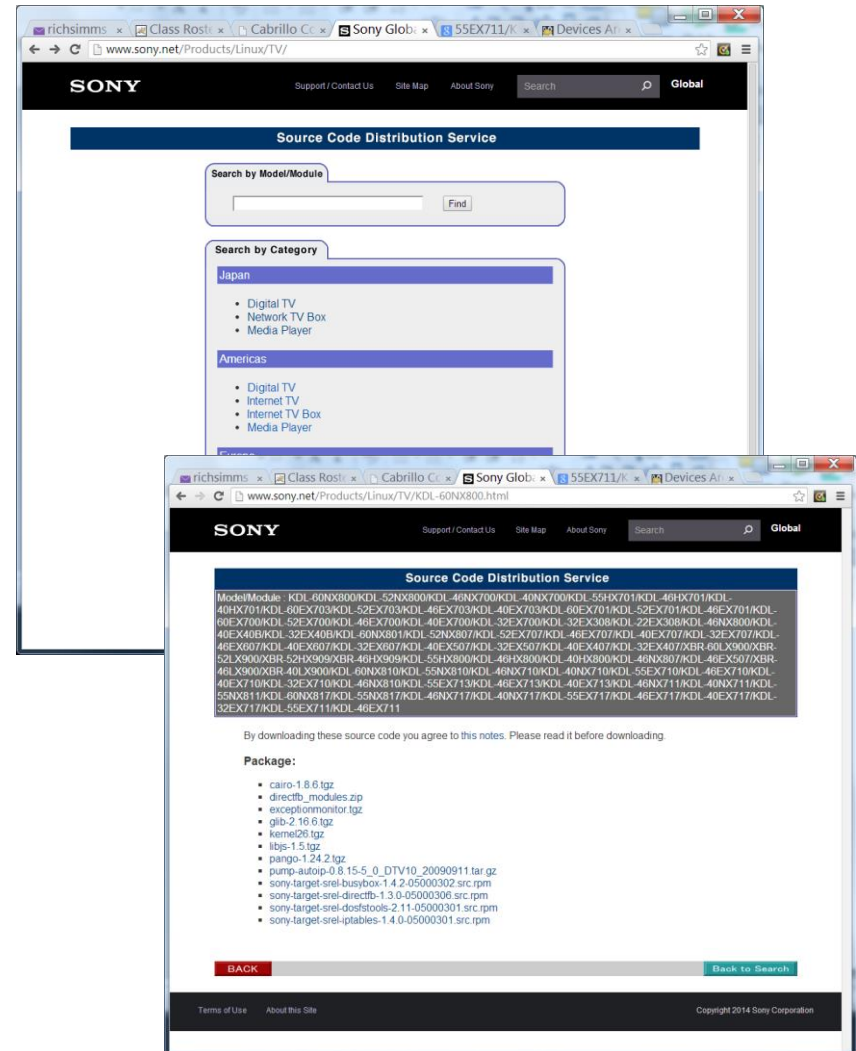 richsimms × Class Roste × Cabrillo Cc × Sony Globa × 55EX711/K × Devices Ar ×
www.sony.net/Products/Linux/TV/
SONY Support / Contact Us Site Map About Sony Search Global
Source Code Distribution Service
Search by Model/Module
Find
Search by Category
Japan
• Digital TV
• Network TV Box
• Media Player
Americas
• Digital TV
• Internet TV
• Internet TV Box
• Media Player
richsimms × Class Roste × Cabrillo Cc × Sony Globa × 55EX711/K × Devices Ar ×
www.sony.net/Products/Linux/TV/KDL-60NX800.html
SONY Support / Contact Us Site Map About Sony Search Global
Source Code Distribution Service
Model/Module : KDL-60NX800/KDL-52NX800/KDL-46NX700/KDL-40NX700/KDL-55HX701/KDL-46HX701/KDL-
40HX701/KDL-60EX703/KDL-52EX703/KDL-46EX703/KDL-40EX703/KDL-60EX701/KDL-52EX701/KDL-46EX701/KDL-
60EX700/KDL-52EX700/KDL-46EX700/KDL-40EX700/KDL-32EX700/KDL-32EX308/KDL-22EX308/KDL-46NX800/KDL-
40EX40B/KDL-32EX40B/KDL-60NX801/KDL-52NX807/KDL-52EX707/KDL-46EX707/KDL-40EX707/KDL-32EX707/KDL-
46EX607/KDL-40EX607/KDL-32EX607/KDL-40EX507/KDL-32EX507/KDL-40EX407/KDL-32EX407/XBR-60LX900/XBR-
52LX900/XBR-52HX909/XBR-46HX909/KDL-55HX800/KDL-46HX800/KDL-40HX800/KDL-46NX807/KDL-46EX507/XBR-
46LX900/XBR-40LX900/KDL-60NX810/KDL-55NX810/KDL-46NX710/KDL-40NX710/KDL-55EX710/KDL-46EX710/KDL-
40EX710/KDL-32EX710/KDL-46NX810/KDL-55EX713/KDL-46EX713/KDL-40EX713/KDL-46NX711/KDL-40NX711/KDL-
55NX811/KDL-60NX817/KDL-55NX817/KDL-46NX717/KDL-40NX717/KDL-55EX717/KDL-46EX717/KDL-40EX717/KDL-
32EX717/KDL-55EX711/KDL-46EX711
By downloading these source code you agree to this notes. Please read it before downloading.
Package:
▪ cairo-1.8.6.tgz
▪ directfb_modules.zip
▪ exceptionmonitor.tgz
▪ glib-2.16.6.tgz
▪ kernel26.tgz
▪ libjs-1.5.tgz
▪ pango-1.24.2.tgz
▪ pump-autoip-0.8.15-5_0_DTV10_20090911.tar.gz
▪ sony-target-srel-busybox-1.4.2-05000302.src.rpm
▪ sony-target-srel-directfb-1.3.0-05000306.src.rpm
▪ sony-target-srel-dosfstools-2.11-05000301.src.rpm
▪ sony-target-srel-iptables-1.4.0-05000301.src.rpm
BACK Back to Search
Terms of Use About this Site Copyright 2014 Sony Corporation